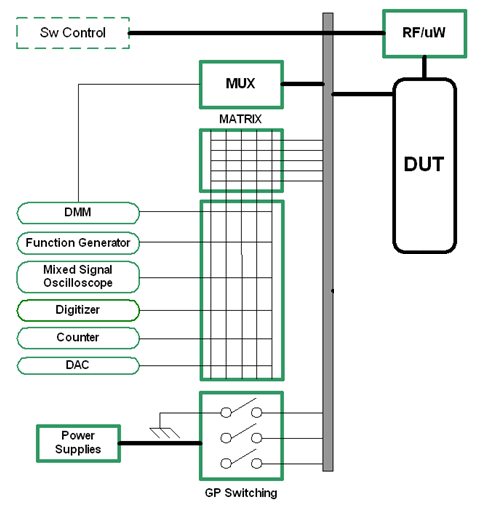 Sw Control
RF/uW
MUX
MATRIX
DUT
DMM
Function Generator
Mixed Signal
Oscilloscope
Digitizer
Counter
DAC
Power
Supplies
GP Switching